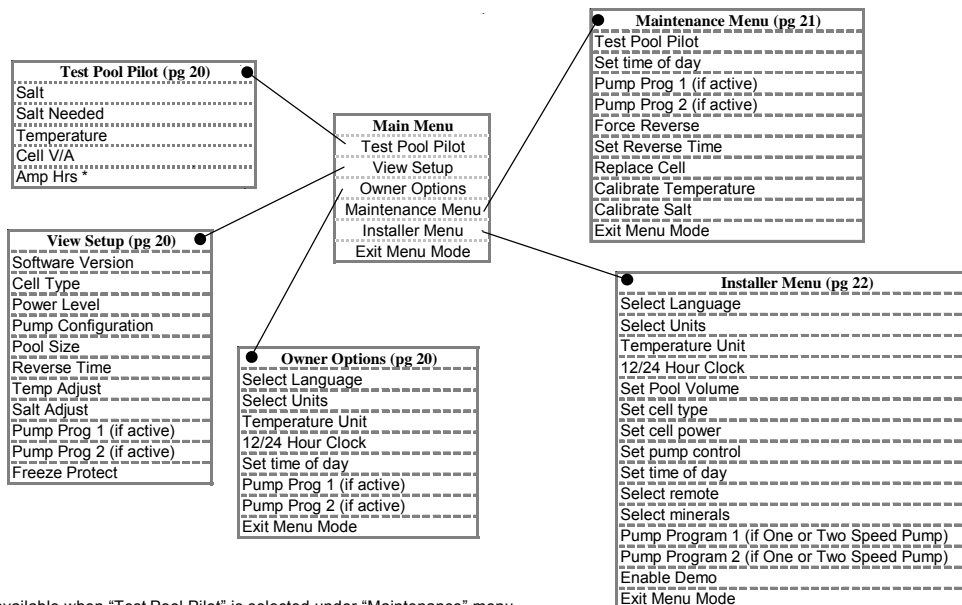 Test Pool Pilot (pg 20)
Salt
Salt Needed
Temperature
Cell V/A
Amp Hrs *
View Setup (pg 20)
Software Version
Cell Type
Power Level
Pump Configuration
Pool Size
Reverse Time
Temp Adjust
Salt Adjust
Pump Prog 1 (if active)
Pump Prog 2 (if active)
Freeze Protect
Main Menu
Test Pool Pilot
View Setup
Owner Options
Maintenance Menu
Installer Menu
Exit Menu Mode
Owner Options (pg 20)
Select Language
Select Units
Temperature Unit
12/24 Hour Clock
Set time of day
Pump Prog 1 (if active)
Pump Prog 2 (if active)
Exit Menu Mode
Maintenance Menu (pg 21)
Test Pool Pilot
Set time of day
Pump Prog 1 (if active)
Pump Prog 2 (if active)
Force Reverse
Set Reverse Time
Replace Cell
Calibrate Temperature
Calibrate Salt
Exit Menu Mode
Installer Menu (pg 22)
Select Language
Select Units
Temperature Unit
12/24 Hour Clock
Set Pool Volume
Set cell type
Set cell power
Set pump control
Set time of day
Select remote
Select minerals
Pump Program 1 (if One or Two Speed Pump)
Pump Program 2 (if One or Two Speed Pump)
Enable Demo
Exit Menu Mode
when “Test Pool Pilot” is selected under “Maintenance” menu